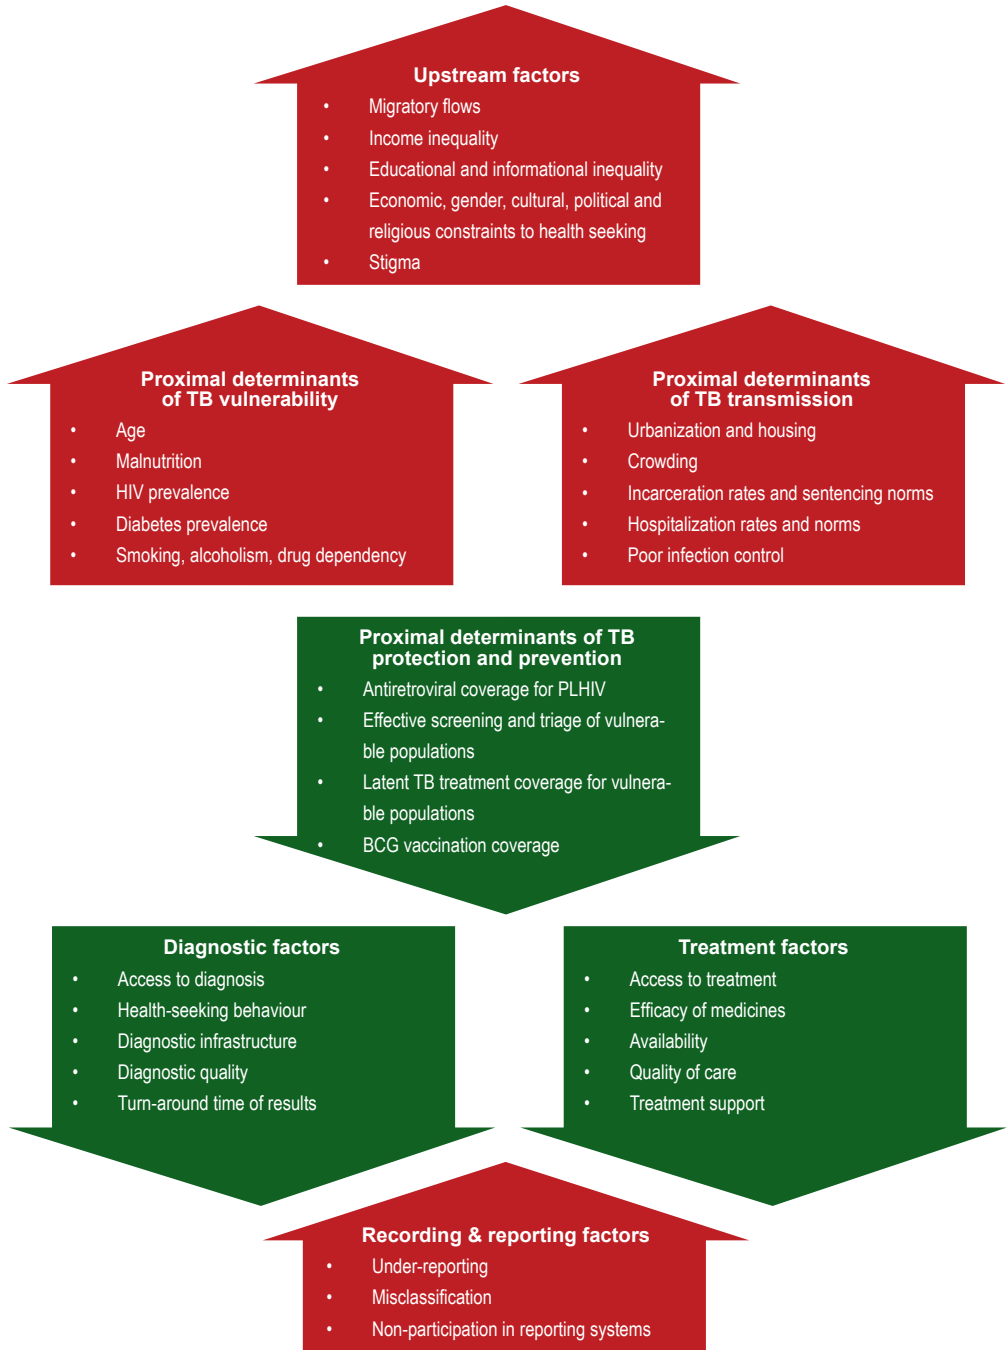 Upstream factors
• Migratory flows
• Income inequality
• Educational and informational inequality
• Economic, gender, cultural, political and
religious constraints to health seeking
• Stigma
Proximal determinants
of TB vulnerability
• Age
• Malnutrition
• HIV prevalence
• Diabetes prevalence
• Smoking, alcoholism, drug dependency
Proximal determinants
of TB transmission
• Urbanization and housing
• Crowding
• Incarceration rates and sentencing norms
• Hospitalization rates and norms
• Poor infection control
Proximal determinants of TB
protection and prevention
• Antiretroviral coverage for PLHIV
• Effective screening and triage of vulnera-
ble populations
• Latent TB treatment coverage for vulnera-
ble populations
• BCG vaccination coverage
Diagnostic factors
• Access to diagnosis
• Health-seeking behaviour
• Diagnostic infrastructure
• Diagnostic quality
• Turn-around time of results
Treatment factors
• Access to treatment
• Efficacy of medicines
• Availability
• Quality of care
• Treatment support
Recording & reporting factors
• Under-reporting
• Misclassification
• Non-participation in reporting systems